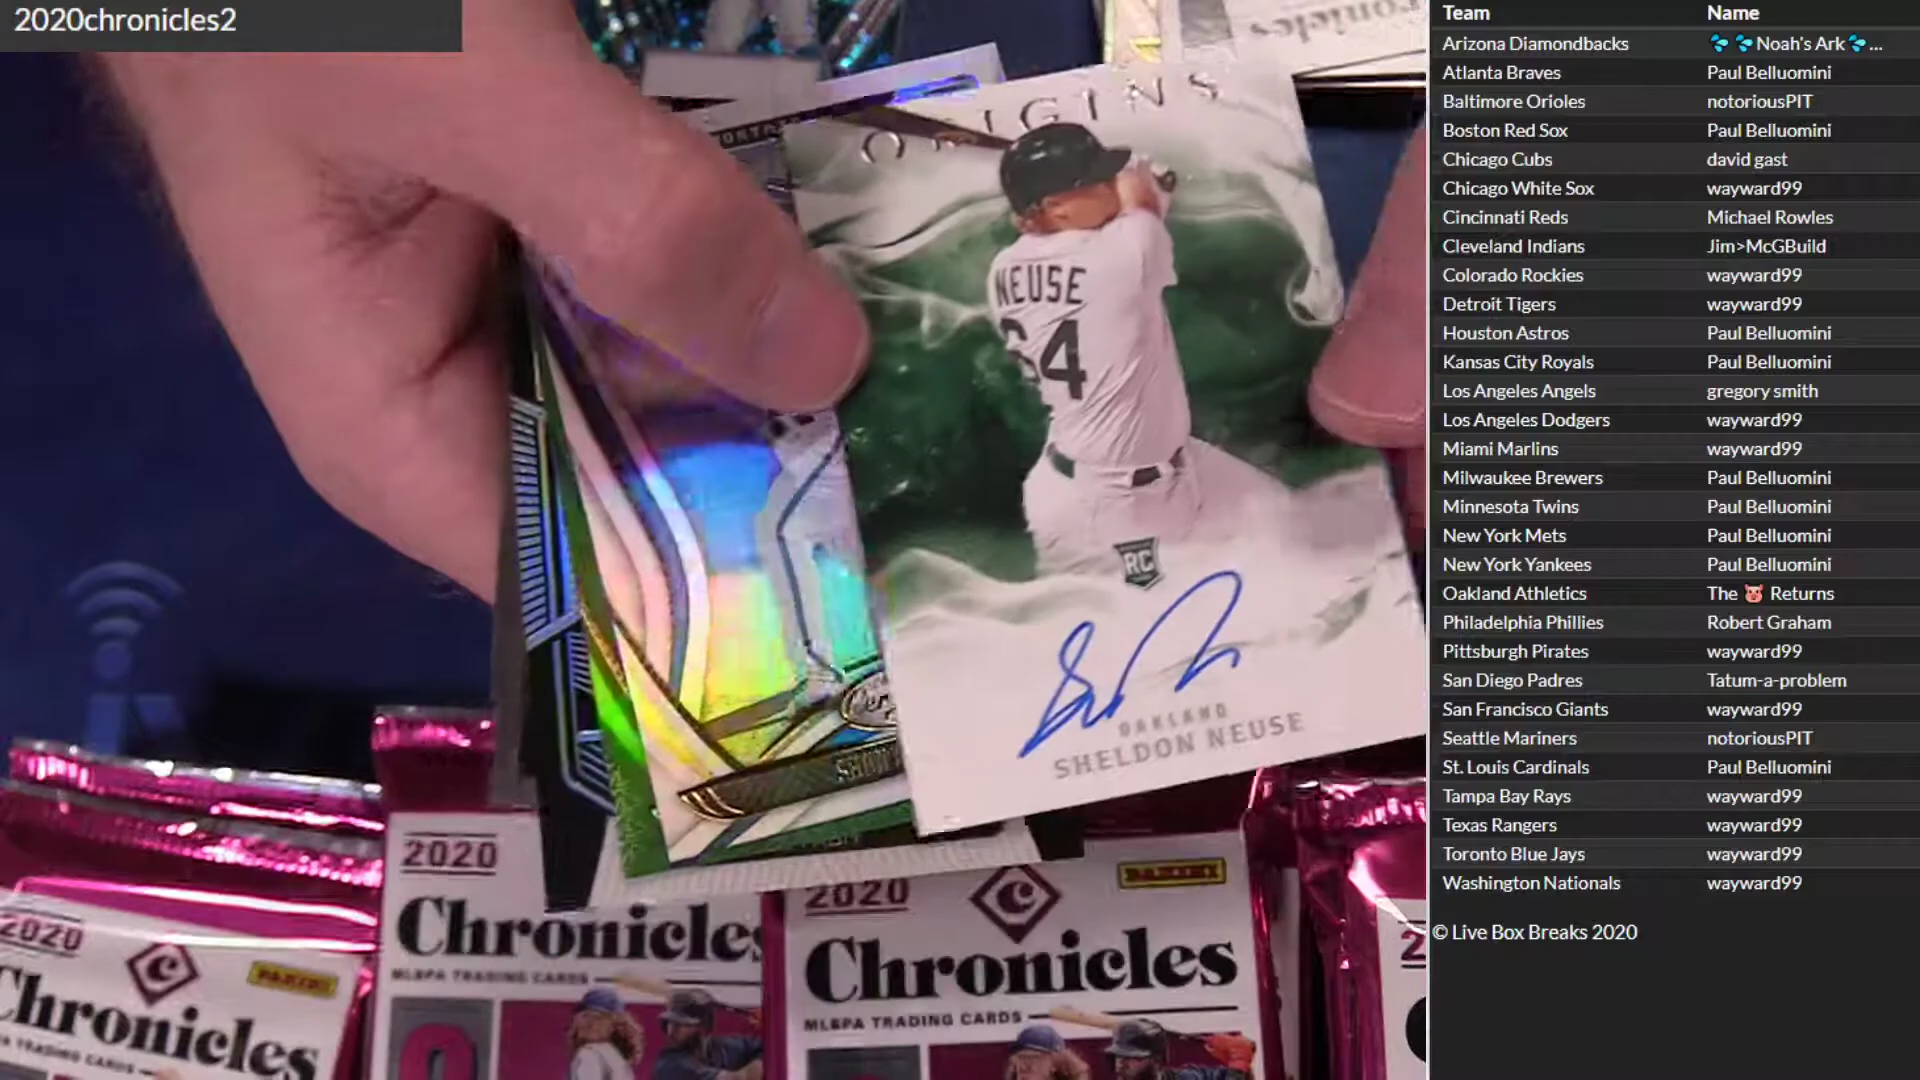 2020chronicles2
ORIGINS
NEUSE
64
RC
OAKLAND
SHELDON NEUSE
2020
Chronicles
MLBPA TRADING CARDS
2020
PANINI
Chronicles
MLBPA TRADING CARDS
2020
PANINI
Chronicles
TRADING CARDS
Team Name
Arizona Diamondbacks 💦 💦 Noah's Ark 💦 ...
Atlanta Braves Paul Belluomini
Baltimore Orioles notoriousPIT
Boston Red Sox Paul Belluomini
Chicago Cubs david gast
Chicago White Sox wayward99
Cincinnati Reds Michael Rowles
Cleveland Indians Jim>McGBuild
Colorado Rockies wayward99
Detroit Tigers wayward99
Houston Astros Paul Belluomini
Kansas City Royals Paul Belluomini
Los Angeles Angels gregory smith
Los Angeles Dodgers wayward99
Miami Marlins wayward99
Milwaukee Brewers Paul Belluomini
Minnesota Twins Paul Belluomini
New York Mets Paul Belluomini
New York Yankees Paul Belluomini
Oakland Athletics The 🐷 Returns
Philadelphia Phillies Robert Graham
Pittsburgh Pirates wayward99
San Diego Padres Tatum-a-problem
San Francisco Giants wayward99
Seattle Mariners notoriousPIT
St. Louis Cardinals Paul Belluomini
Tampa Bay Rays wayward99
Texas Rangers wayward99
Toronto Blue Jays wayward99
Washington Nationals wayward99
© Live Box Breaks 2020